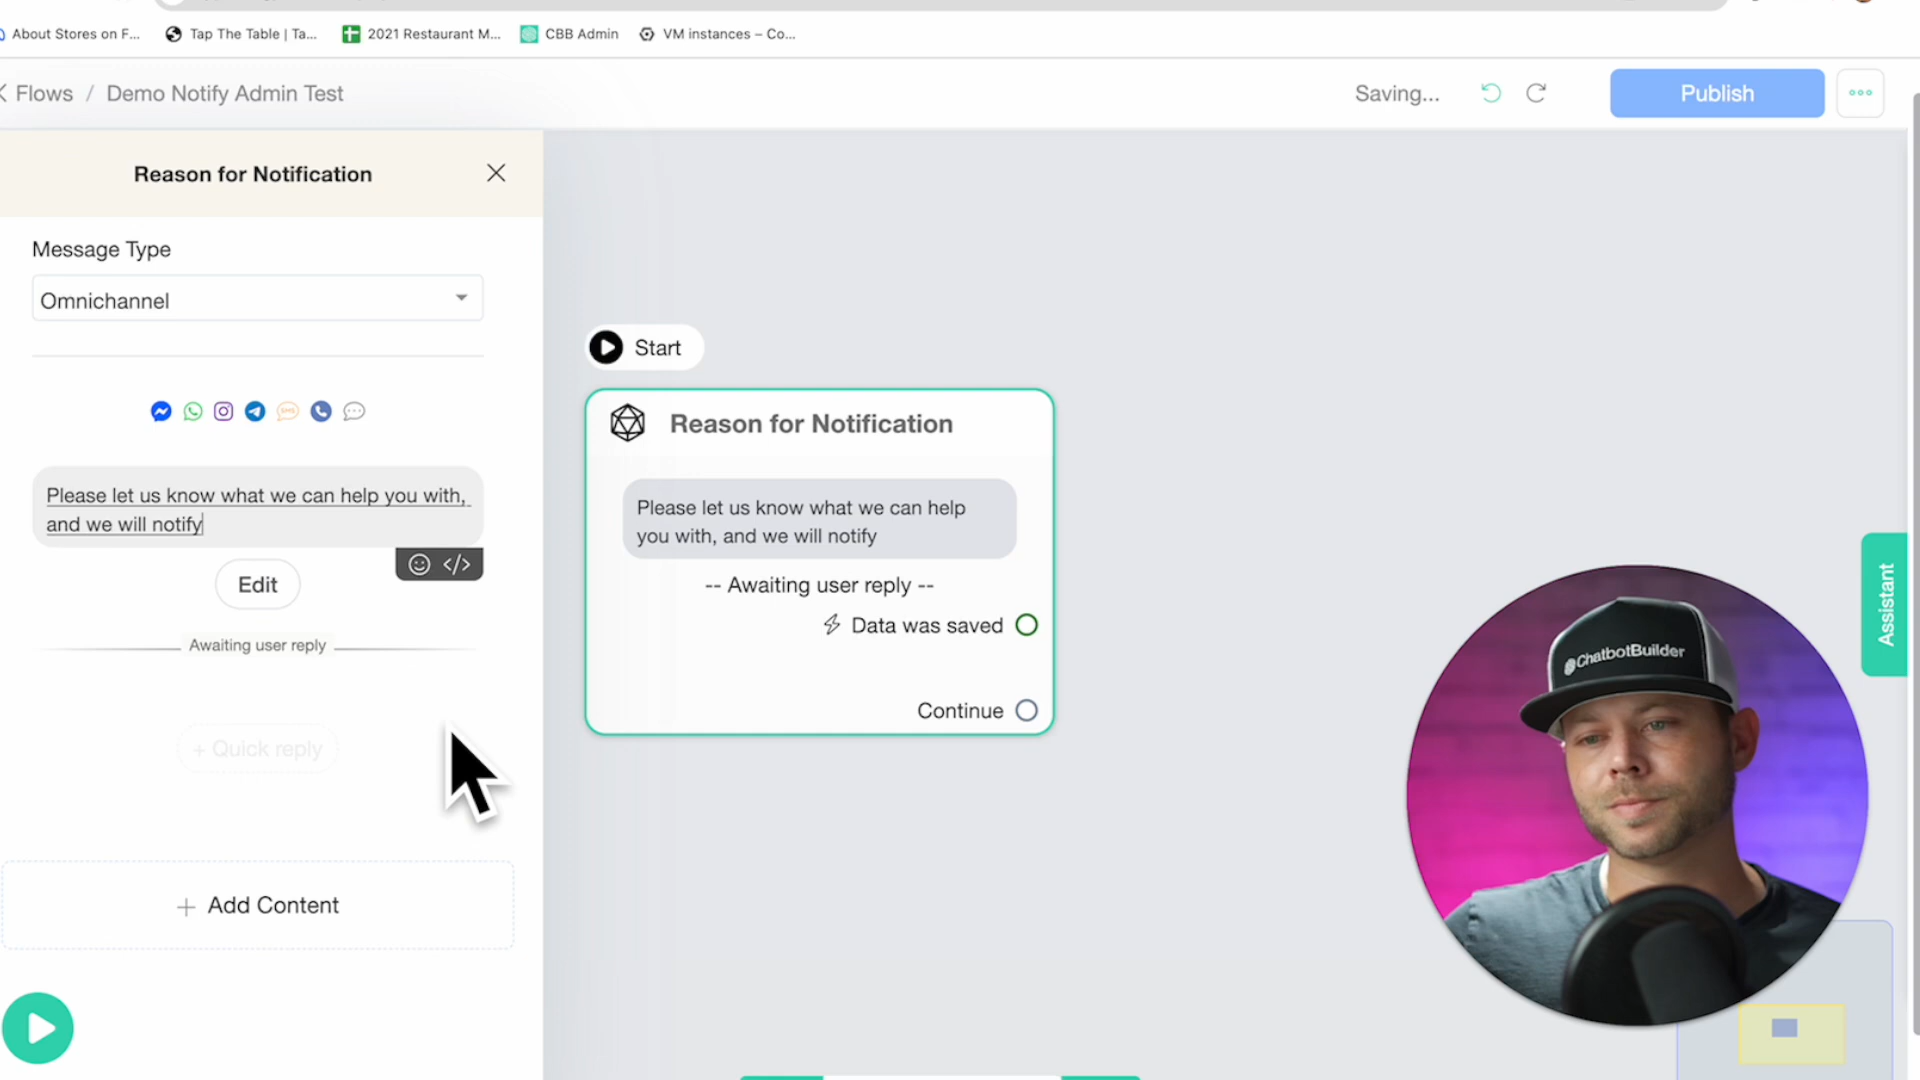 About Stores on F...
Tap The Table | Ta...
2021 Restaurant M...
CBB Admin
VM instances – Co...
Flows / Demo Notify Admin Test
Saving...
Publish
Reason for Notification
Message Type
Omnichannel
SMS
Please let us know what we can help you with,
and we will notify
Edit
Awaiting user reply
+ Quick reply
+ Add Content
Start
Reason for Notification
Please let us know what we can help
you with, and we will notify
-- Awaiting user reply --
Data was saved
Continue
Assistant
ChatbotBuilder